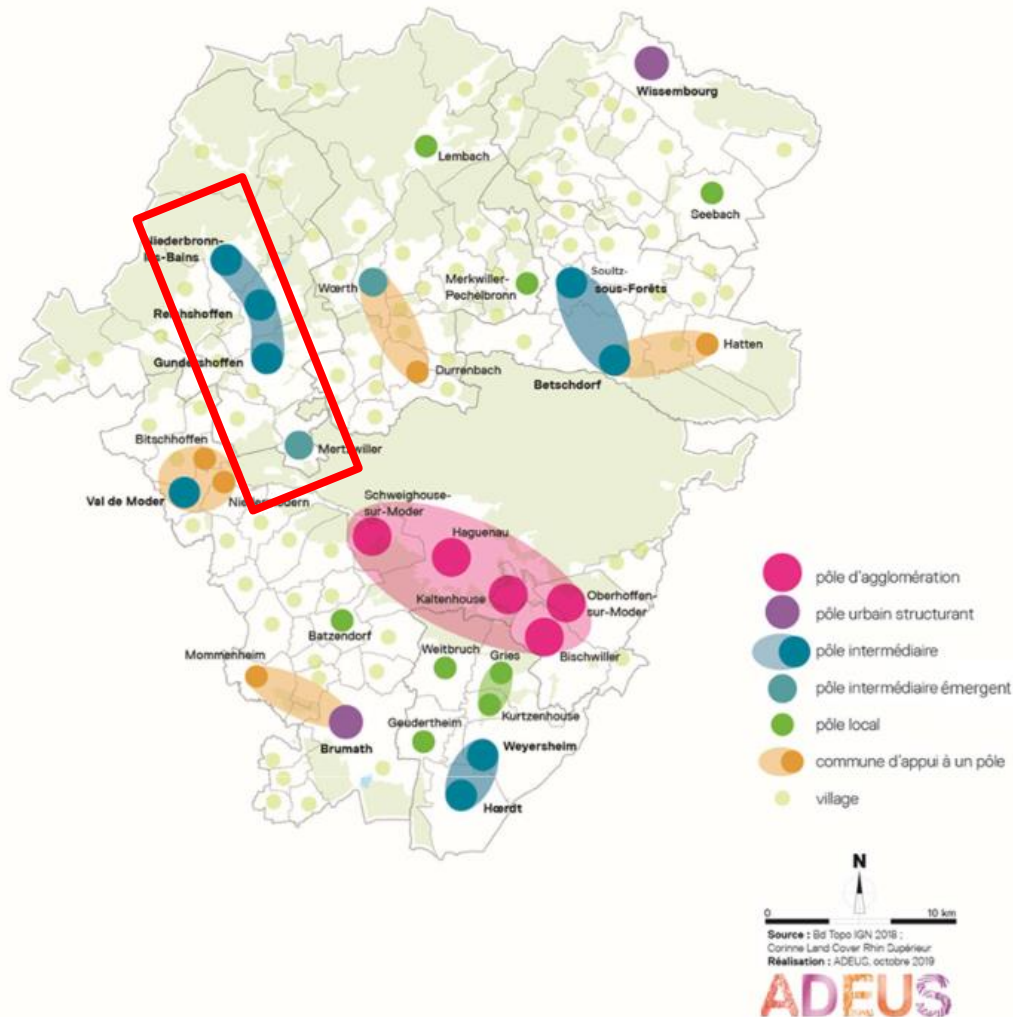 Wissembourg
Lembach
Seebach
Niederbronn-
les-Bains
Wœrth
Merkwiller-
Pechelbronn
Soultz-
sous-Forêts
Reichshoffen
Gundershoffen
Hatten
Durrenbach
Betschdorf
Bitschhoffen
Mertzwiller
Val de Moder
Niedermodern
Schweighouse-
sur-Moder
Haguenau
Kaltenhouse
Oberhoffen-
sur-Moder
Batzendorf
Weitbruch
Gries
Bischwiller
Mommenheim
Kurtzenhouse
Geudertheim
Brumath
Weyersheim
Hœrdt
pôle d'agglomération
pôle urbain structurant
pôle intermédiaire
pôle intermédiaire émergent
pôle local
commune d'appui à un pôle
village
N
0 10 km
Source : Bd Topo IGN 2018 ;
Corinne Land Cover Rhin Supérieur
Réalisation : ADEUS, octobre 2019
ADEUS